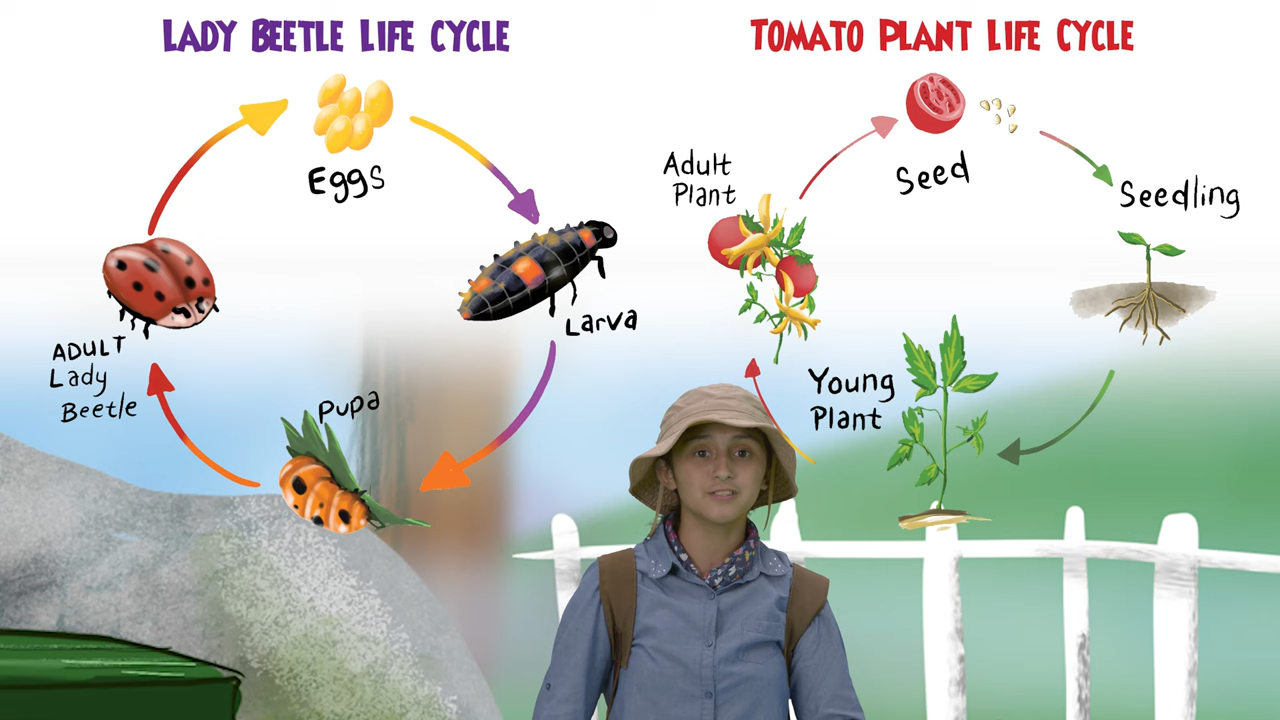 LADY BEETLE LIFE CYCLE
Eggs
Larva
Pupa
ADULT
Lady
Beetle
TOMATO PLANT LIFE CYCLE
Seed
Seedling
Young
Plant
Adult
Plant